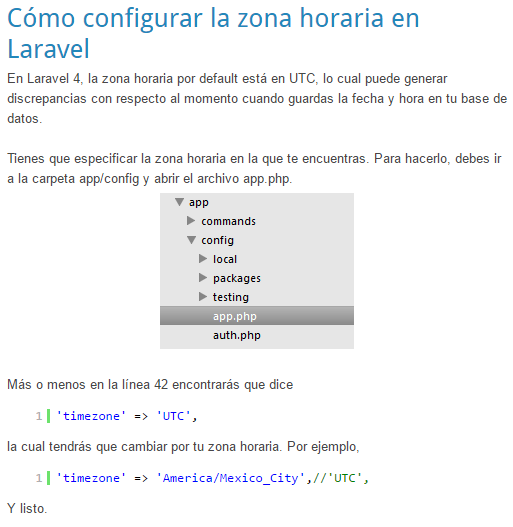 Cómo configurar la zona horaria en
Laravel
En Laravel 4, la zona horaria por default está en UTC, lo cual puede generar
discrepancias con respecto al momento cuando guardas la fecha y hora en tu base de
datos.
Tienes que especificar la zona horaria en la que te encuentras. Para hacerlo, debes ir
a la carpeta app/config y abrir el archivo app.php.
app
commands
config
local
packages
testing
app.php
auth.php
Más o menos en la línea 42 encontrarás que dice
1 'timezone' => 'UTC',
la cual tendrás que cambiar por tu zona horaria. Por ejemplo,
1 'timezone' => 'America/Mexico_City',//'UTC',
Y listo.